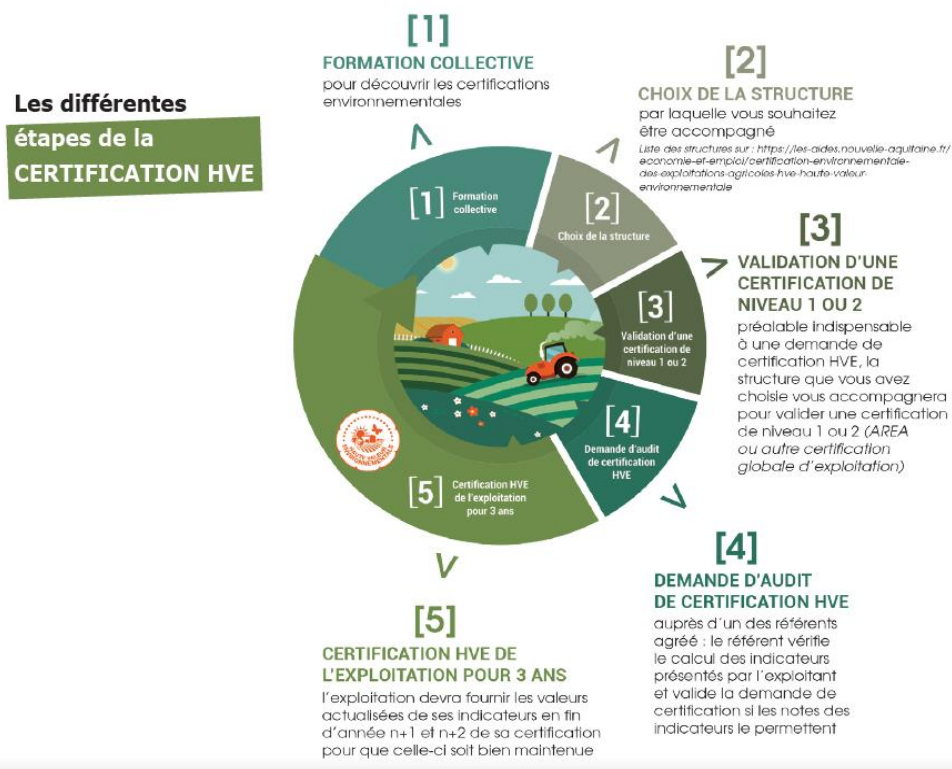 Les différentes
étapes de la
CERTIFICATION HVE
[1]
FORMATION COLLECTIVE
pour découvrir les certifications
environnementales
[2]
CHOIX DE LA STRUCTURE
par laquelle vous souhaitez
être accompagné
Liste des structures sur : https://les-aides.nouvelle-aquitaine.fr/
economie-et-emploi/certification-environnementale-
des-exploitations-agricoles-hve-haute-valeur-
environnementale
[3]
VALIDATION D'UNE
CERTIFICATION DE
NIVEAU 1 OU 2
préalable indispensable
à une demande de
certification HVE, la
structure que vous avez
choisie vous accompagnera
pour valider une certification
de niveau 1 ou 2 (AREA
ou autre certification
globale d'exploitation)
[4]
DEMANDE D'AUDIT
DE CERTIFICATION HVE
auprès d'un des référents
agréé : le référent vérifie
le calcul des indicateurs
présentés par l'exploitant
et valide la demande de
certification si les notes des
indicateurs le permettent
[5]
CERTIFICATION HVE DE
L'EXPLOITATION POUR 3 ANS
l'exploitation devra fournir les valeurs
actualisées de ses indicateurs en fin
d'année n+1 et n+2 de sa certification
pour que celle-ci soit bien maintenue
[1] Formation
collective
[2]
Choix de la structure
[3]
Validation d'une
certification de
niveau 1 ou 2
[4]
Demande d'audit
de certification
HVE
[5] Certification HVE
de l'exploitation
pour 3 ans
HAUTE VALEUR
ENVIRONNEMENTALE